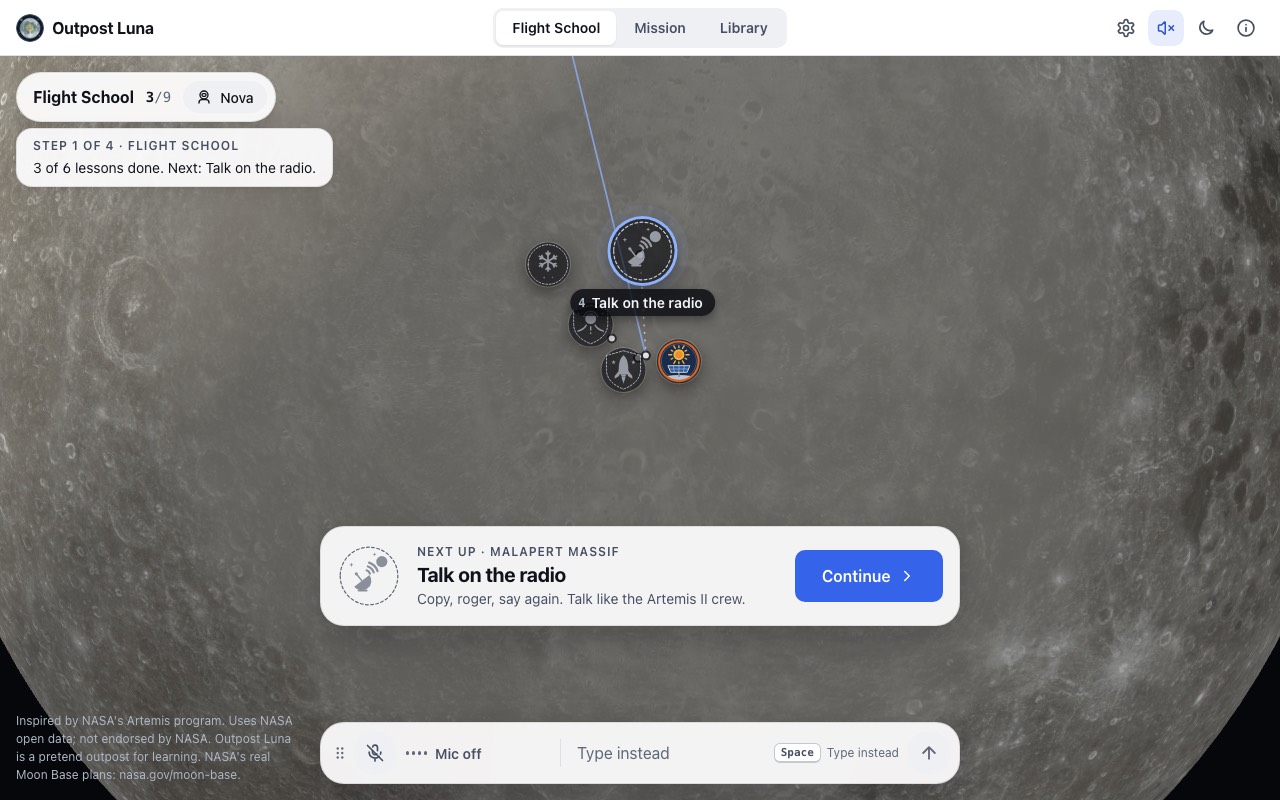 Outpost Luna
Flight School
Mission
Library
Flight School 3/9 Nova
STEP 1 OF 4 · FLIGHT SCHOOL
3 of 6 lessons done. Next: Talk on the radio.
4 Talk on the radio
NEXT UP · MALAPERT MASSIF
Talk on the radio
Copy, roger, say again. Talk like the Artemis II crew.
Continue
Inspired by NASA's Artemis program. Uses NASA
open data; not endorsed by NASA. Outpost Luna
is a pretend outpost for learning. NASA's real
Moon Base plans: nasa.gov/moon-base.
Mic off
Type instead
Space Type instead